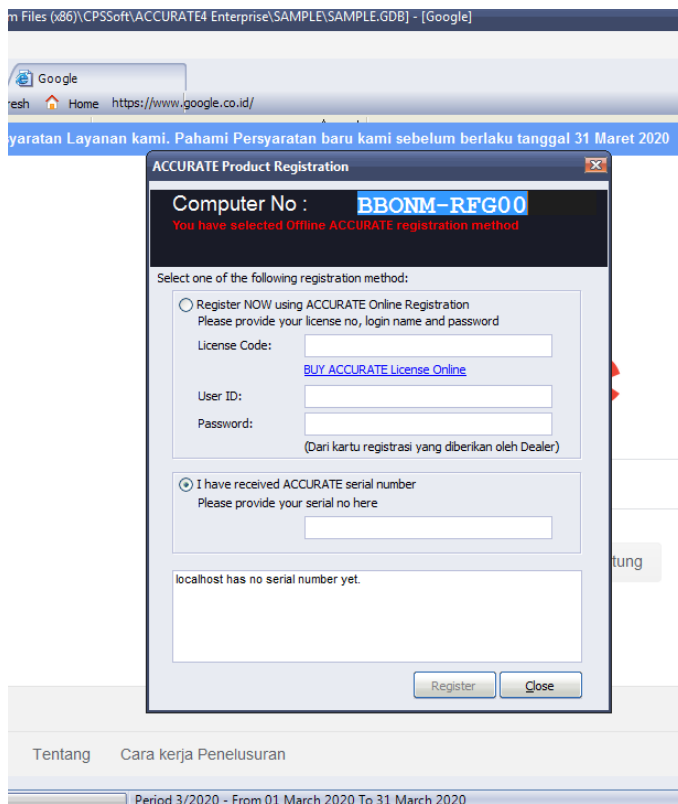 m Files (x86)\CPSSoft\ACCURATE4 Enterprise\SAMPLE\SAMPLE.GDB] - [Google]
Google
resh Home https://www.google.co.id/
yaratan Layanan kami. Pahami Persyaratan baru kami sebelum berlaku tanggal 31 Maret 2020
ACCURATE Product Registration
Computer No : BBONM-RFG00
You have selected Offline ACCURATE registration method
Select one of the following registration method:
Register NOW using ACCURATE Online Registration
Please provide your license no, login name and password
License Code:
BUY ACCURATE License Online
User ID:
Password:
(Dari kartu registrasi yang diberikan oleh Dealer)
I have received ACCURATE serial number
Please provide your serial no here
tung
localhost has no serial number yet.
Register Close
Tentang Cara kerja Penelusuran
Period 3/2020 - From 01 March 2020 To 31 March 2020